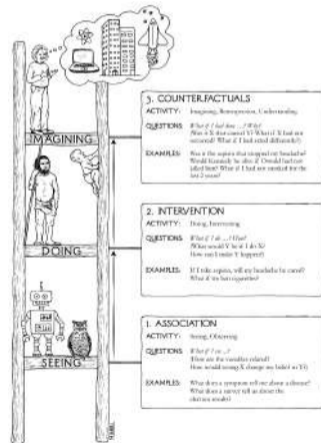 3. COUNTERFACTUALS
ACTIVITY: Imagining, Retrospection, Understanding
QUESTIONS: What if I had done ...? Why?
(Was it X that caused Y? What if X had not
occurred? What if I had acted differently?)
EXAMPLES: Was it the aspirin that stopped my headache?
Would Kennedy be alive if Oswald had not
killed him? What if I had not smoked for the
last 2 years?
IMAGINING
2. INTERVENTION
ACTIVITY: Doing, Intervening
QUESTIONS: What if I do ...? How?
(What would Y be if I do X?
How can I make Y happen?)
EXAMPLES: If I take aspirin, will my headache be cured?
What if we ban cigarettes?
DOING
1. ASSOCIATION
ACTIVITY: Seeing, Observing
QUESTIONS: What if I see ...?
(How are the variables related?
How would seeing X change my belief in Y?)
EXAMPLES: What does a symptom tell me about a disease?
What does a survey tell us about the
election results?
SEEING